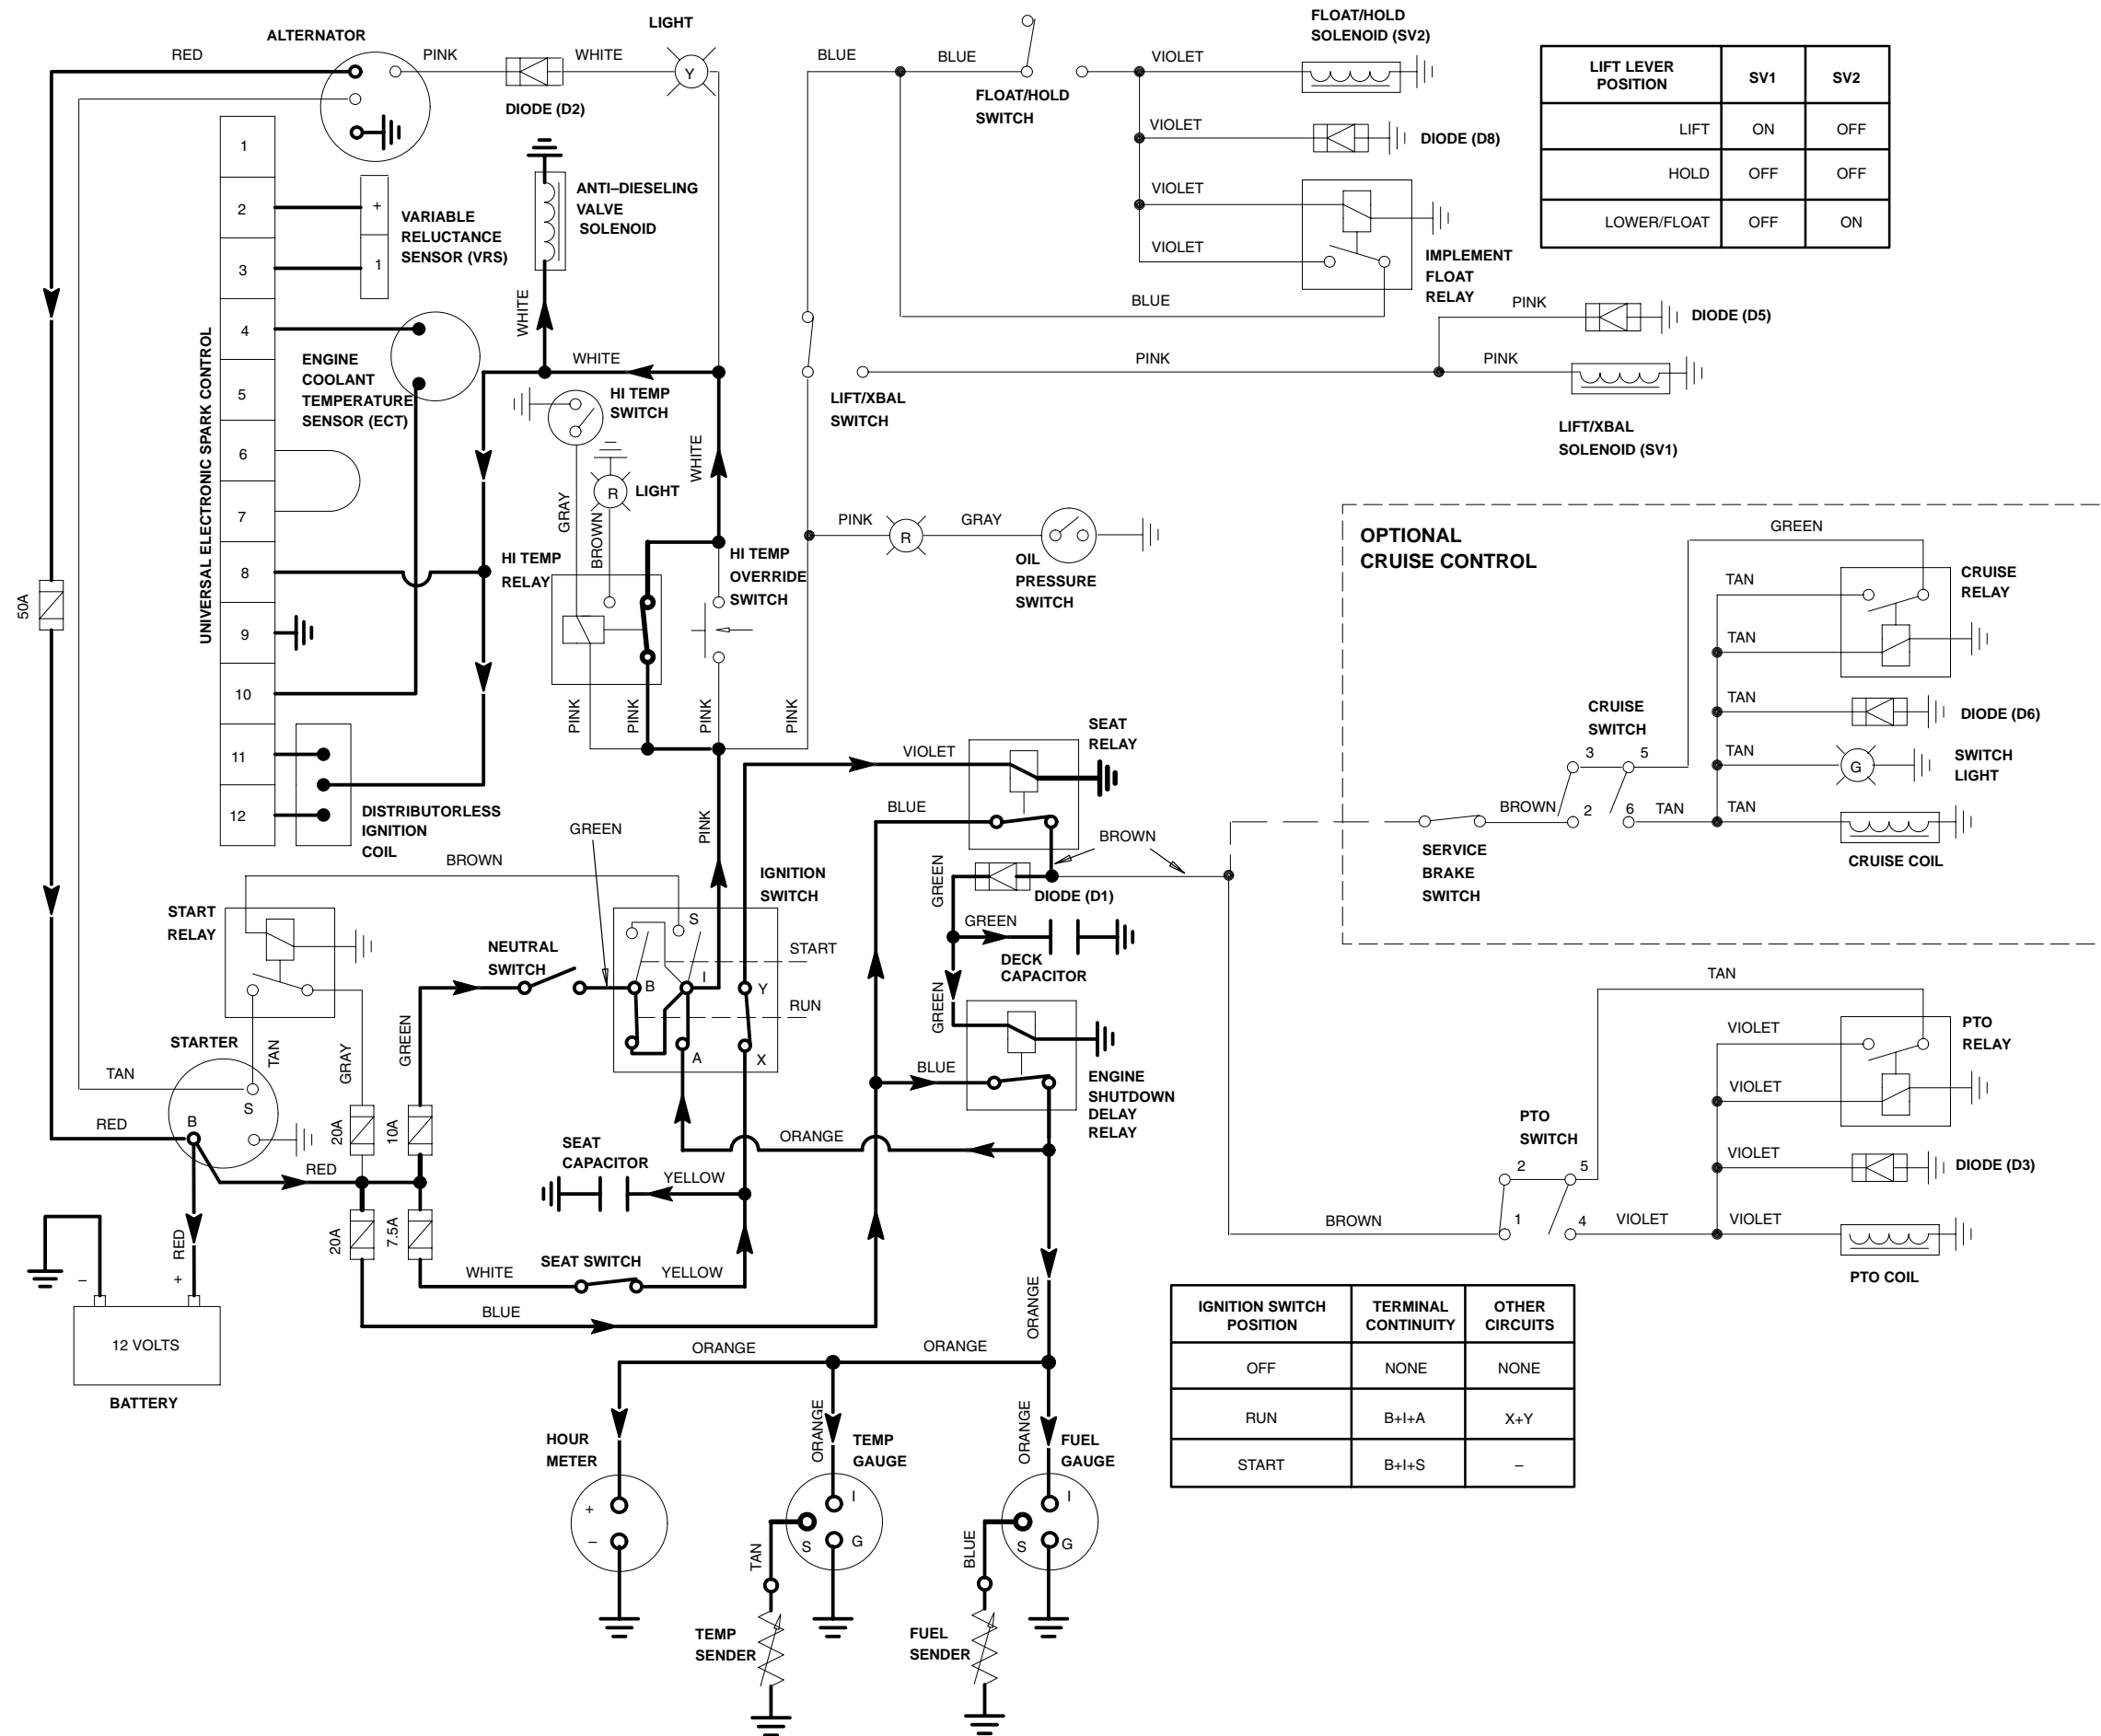 LIGHT
ALTERNATOR
RED
PINK
WHITE
Y
DIODE (D2)
BLUE
BLUE
FLOAT/HOLD
SWITCH
VIOLET
FLOAT/HOLD
SOLENOID (SV2)
VIOLET
DIODE (D8)
VIOLET
VIOLET
IMPLEMENT
FLOAT
RELAY
BLUE
LIFT LEVER
POSITION
SV1
SV2
LIFT
ON
OFF
HOLD
OFF
OFF
LOWER/FLOAT
OFF
ON
PINK
DIODE (D5)
PINK
PINK
LIFT/XBAL
SWITCH
LIFT/XBAL
SOLENOID (SV1)
UNIVERSAL ELECTRONIC SPARK CONTROL
1
2
3
4
5
6
7
8
9
10
11
12
+
1
VARIABLE
RELUCTANCE
SENSOR (VRS)
ANTI–DIESELING
VALVE
SOLENOID
WHITE
WHITE
ENGINE
COOLANT
TEMPERATURE
SENSOR (ECT)
HI TEMP
SWITCH
WHITE
GRAY
BROWN
R
LIGHT
HI TEMP
RELAY
HI TEMP
OVERRIDE
SWITCH
PINK
PINK
PINK
PINK
PINK
R
GRAY
OIL
PRESSURE
SWITCH
50A
OPTIONAL
CRUISE CONTROL
GREEN
TAN
CRUISE
RELAY
TAN
TAN
DIODE (D6)
TAN
G
SWITCH
LIGHT
CRUISE
SWITCH
3
5
2
6
BROWN
TAN
TAN
SERVICE
BRAKE
SWITCH
CRUISE COIL
DISTRIBUTORLESS
IGNITION
COIL
SEAT
RELAY
VIOLET
BLUE
BROWN
GREEN
DIODE (D1)
GREEN
DECK
CAPACITOR
GREEN
BLUE
ENGINE
SHUTDOWN
DELAY
RELAY
GREEN
PINK
BROWN
IGNITION
SWITCH
S
START
B
I
Y
RUN
A
X
START
RELAY
NEUTRAL
SWITCH
STARTER
TAN
TAN
GRAY
GREEN
S
B
RED
20A
10A
RED
20A
7.5A
RED
–
+
12 VOLTS
BATTERY
ORANGE
SEAT
CAPACITOR
YELLOW
SEAT SWITCH
WHITE
YELLOW
BLUE
ORANGE
ORANGE
ORANGE
ORANGE
ORANGE
HOUR
METER
+
–
TEMP
GAUGE
I
S
G
TAN
TEMP
SENDER
FUEL
GAUGE
I
S
G
BLUE
FUEL
SENDER
TAN
VIOLET
PTO
RELAY
VIOLET
VIOLET
DIODE (D3)
PTO
SWITCH
2
5
1
4
BROWN
VIOLET
VIOLET
PTO COIL
IGNITION SWITCH
POSITION
TERMINAL
CONTINUITY
OTHER
CIRCUITS
OFF
NONE
NONE
RUN
B+I+A
X+Y
START
B+I+S
–